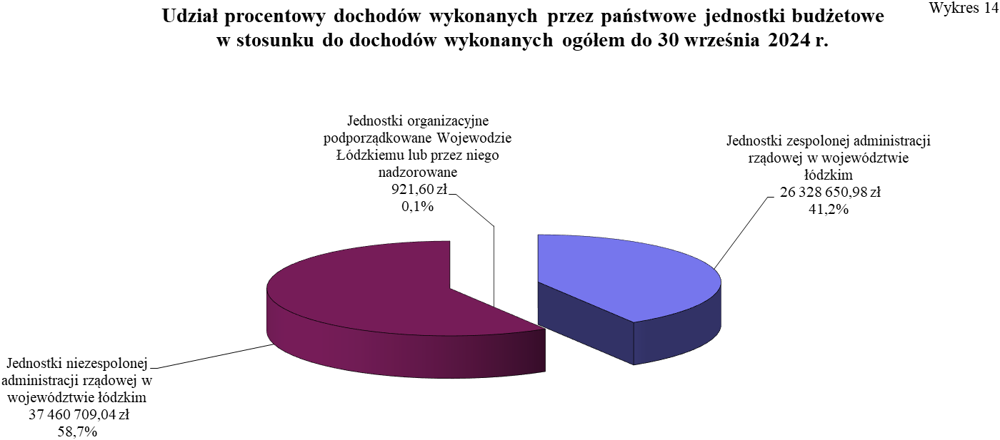 Wykres 14
Udział procentowy dochodów wykonanych przez państwowe jednostki budżetowe
w stosunku do dochodów wykonanych ogółem do 30 września 2024 r.
Jednostki organizacyjne
podporządkowane Wojewodzie
Łódzkiemu lub przez niego
nadzorowane
921,60 zł
0,1%
Jednostki zespolonej administracji
rządowej w województwie
łódzkim
26 328 650,98 zł
41,2%
Jednostki niezespolonej
administracji rządowej w
województwie łódzkim
37 460 709,04 zł
58,7%